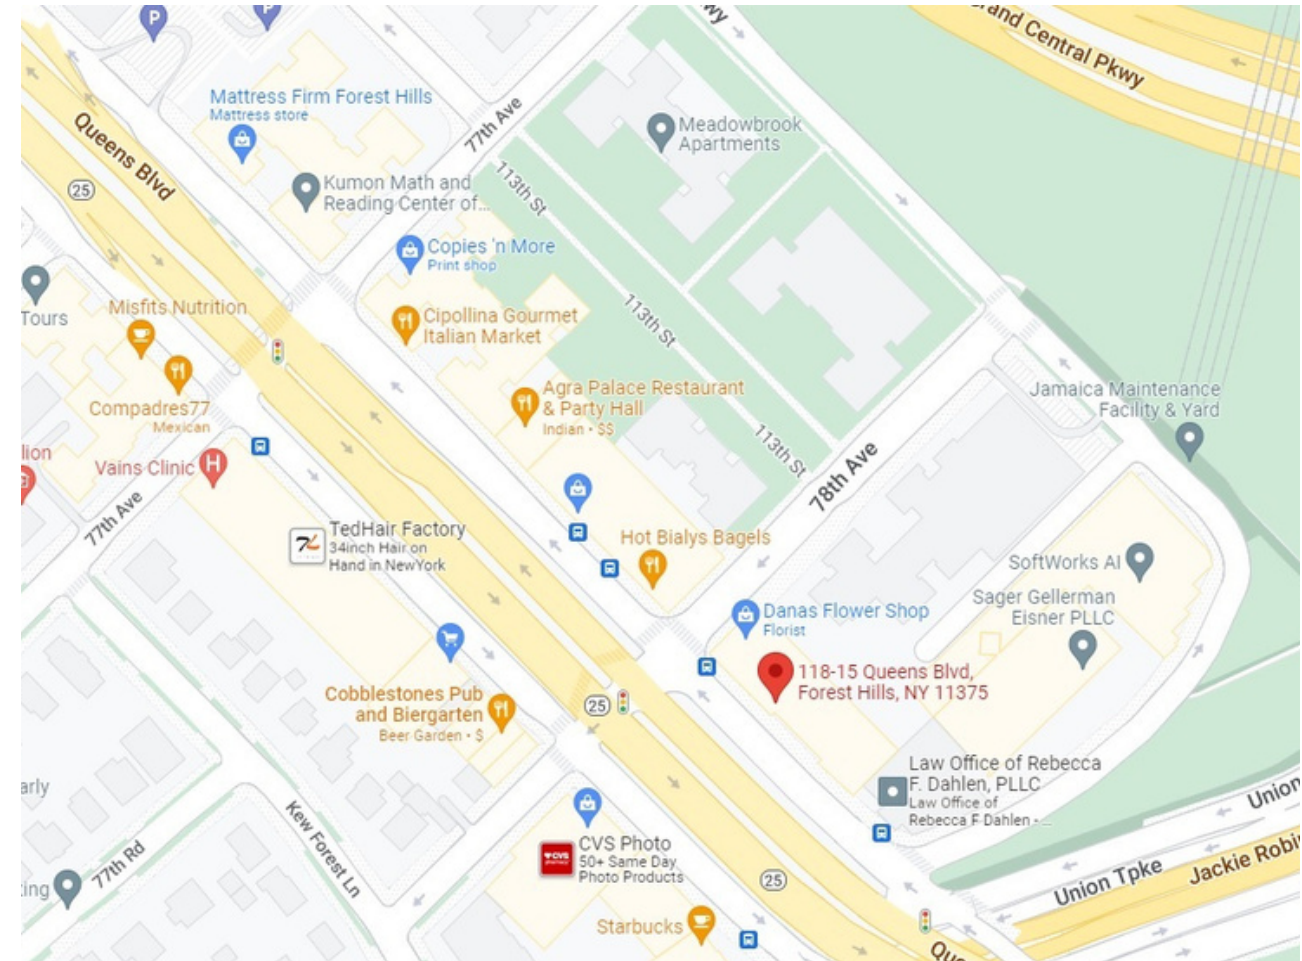 P
P
wy
rand Central Pkwy
Mattress Firm Forest Hills
Mattress store
77th Ave
Meadowbrook
Apartments
Queens Blvd
25
Kumon Math and
Reading Center of...
113th St
Copies 'n More
Print shop
Tours
Misfits Nutrition
Cipollina Gourmet
Italian Market
113th St
Compadres77
Mexican
Agra Palace Restaurant
& Party Hall
Indian • $$
Jamaica Maintenance
Facility & Yard
lion
Vains Clinic
H
113th St
78th Ave
77th Ave
TedHair Factory
34inch Hair on
Hand in NewYork
Hot Bialys Bagels
SoftWorks AI
Danas Flower Shop
Florist
Sager Gellerman
Eisner PLLC
118-15 Queens Blvd,
Forest Hills, NY 11375
Cobblestones Pub
and Biergarten
Beer Garden • $
25
Law Office of Rebecca
F. Dahlen, PLLC
Law Office of
Rebecca F Dahlen - ...
arly
Kew Forest Ln
Union
77th Rd
ting
CVS Photo
50+ Same Day
Photo Products
CVS
pharmacy
25
Union Tpke
Jackie Robi
Starbucks
Que